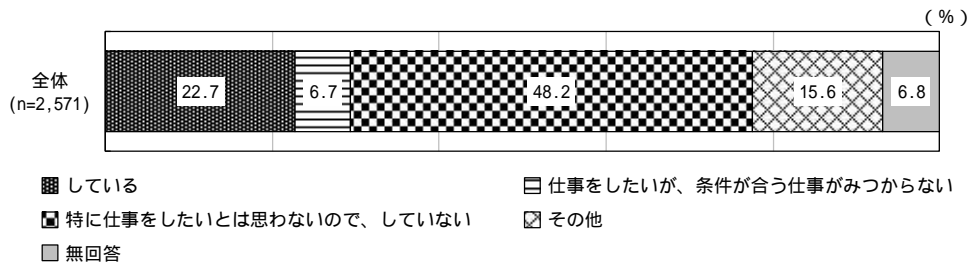 (%)
全体
(n=2,571)
22.7 6.7 48.2 15.6 6.8
している
仕事をしたいが、条件が合う仕事がみつからない
特に仕事をしたいとは思わないので、していない
その他
無回答